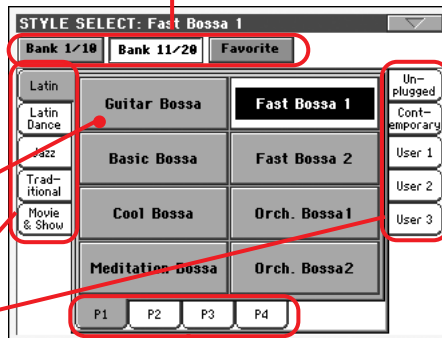 STYLE SELECT: Fast Bossa 1
Bank 1/10
Bank 11/20
Favorite
Latin
Latin
Dance
Jazz
Trad-
itional
Movie
& Show
Guitar Bossa
Fast Bossa 1
Basic Bossa
Fast Bossa 2
Cool Bossa
Orch. Bossa1
Meditation Bossa
Orch. Bossa2
Un-
plugged
Cont-
emporary
User 1
User 2
User 3
P1
P2
P3
P4